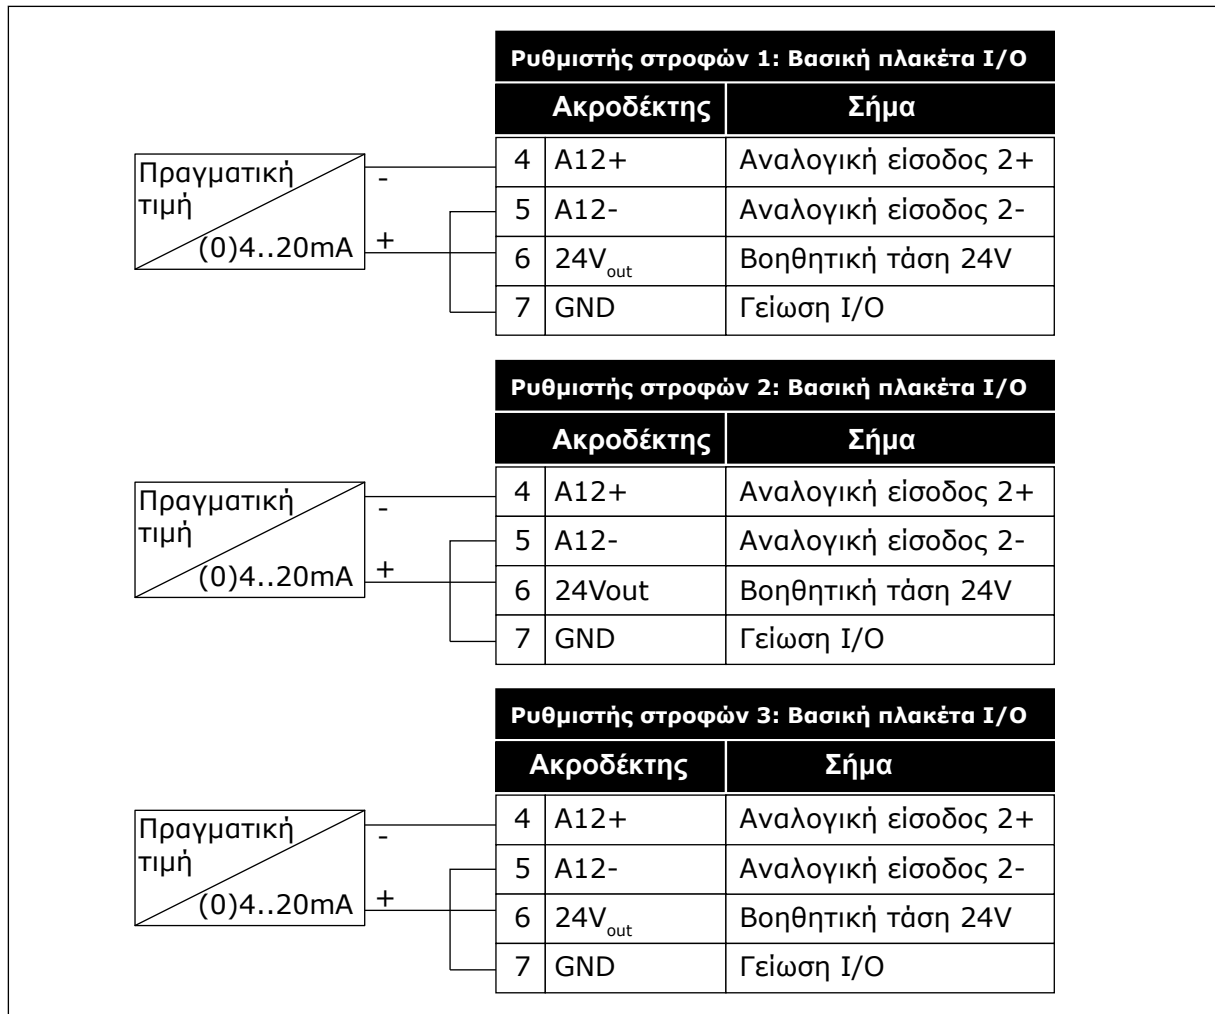 Ρυθμιστής στροφών 1: Βασική πλακέτα I/O
Ακροδέκτης Σήμα
Πραγματική
τιμή
(0)4..20mA
-
+
4 A12+ Αναλογική είσοδος 2+
5 A12- Αναλογική είσοδος 2-
6 24Vout Βοηθητική τάση 24V
7 GND Γείωση I/O
Ρυθμιστής στροφών 2: Βασική πλακέτα I/O
Ακροδέκτης Σήμα
Πραγματική
τιμή
(0)4..20mA
-
+
4 A12+ Αναλογική είσοδος 2+
5 A12- Αναλογική είσοδος 2-
6 24Vout Βοηθητική τάση 24V
7 GND Γείωση I/O
Ρυθμιστής στροφών 3: Βασική πλακέτα I/O
Ακροδέκτης Σήμα
Πραγματική
τιμή
(0)4..20mA
-
+
4 A12+ Αναλογική είσοδος 2+
5 A12- Αναλογική είσοδος 2-
6 24Vout Βοηθητική τάση 24V
7 GND Γείωση I/O